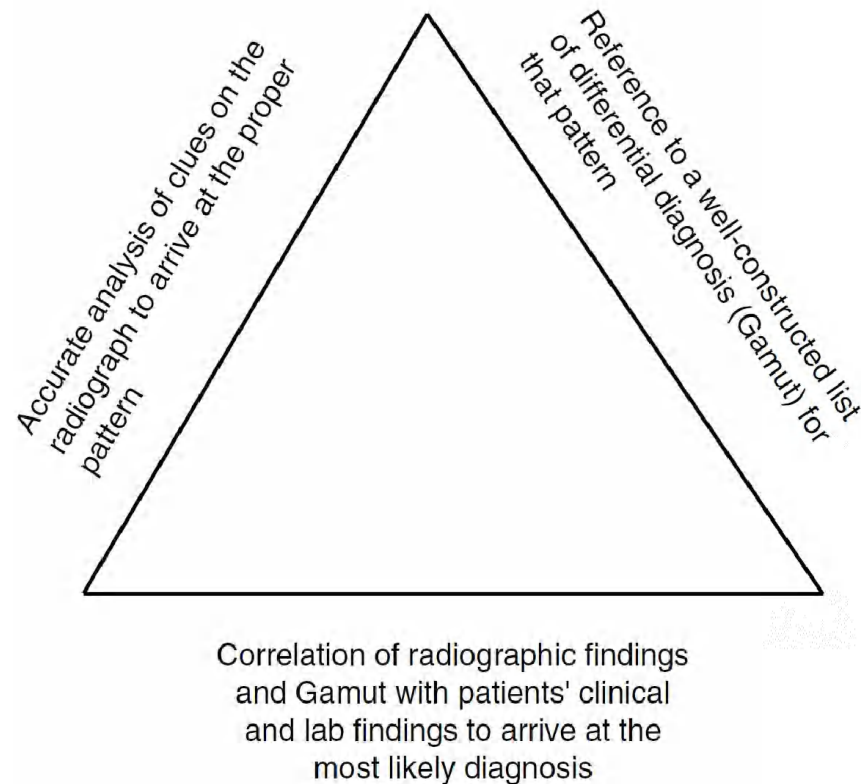 Accurate analysis of clues on the
radiograph to arrive at the proper
pattern
Reference to a well-constructed list
of differential diagnosis (Gamut) for
that pattern
Correlation of radiographic findings
and Gamut with patients' clinical
and lab findings to arrive at the
most likely diagnosis